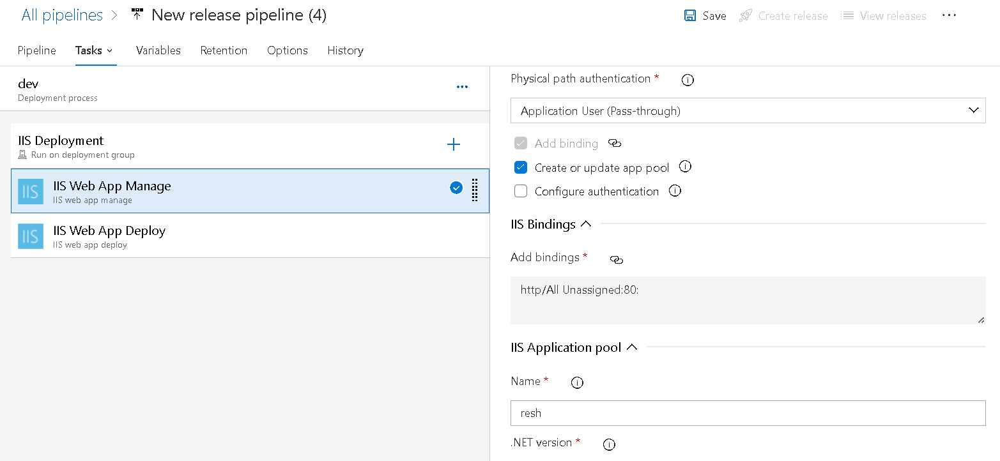 All pipelines > New release pipeline (4)
Save Create release View releases ...
Pipeline Tasks Variables Retention Options History
dev
Deployment process
...
IIS Deployment
Run on deployment group
+
IIS IIS Web App Manage
IIS web app manage
IIS IIS Web App Deploy
IIS web app deploy
Physical path authentication *
Application User (Pass-through)
Add binding
Create or update app pool
Configure authentication
IIS Bindings
Add bindings *
http/All Unassigned:80:
IIS Application pool
Name *
resh
.NET version *